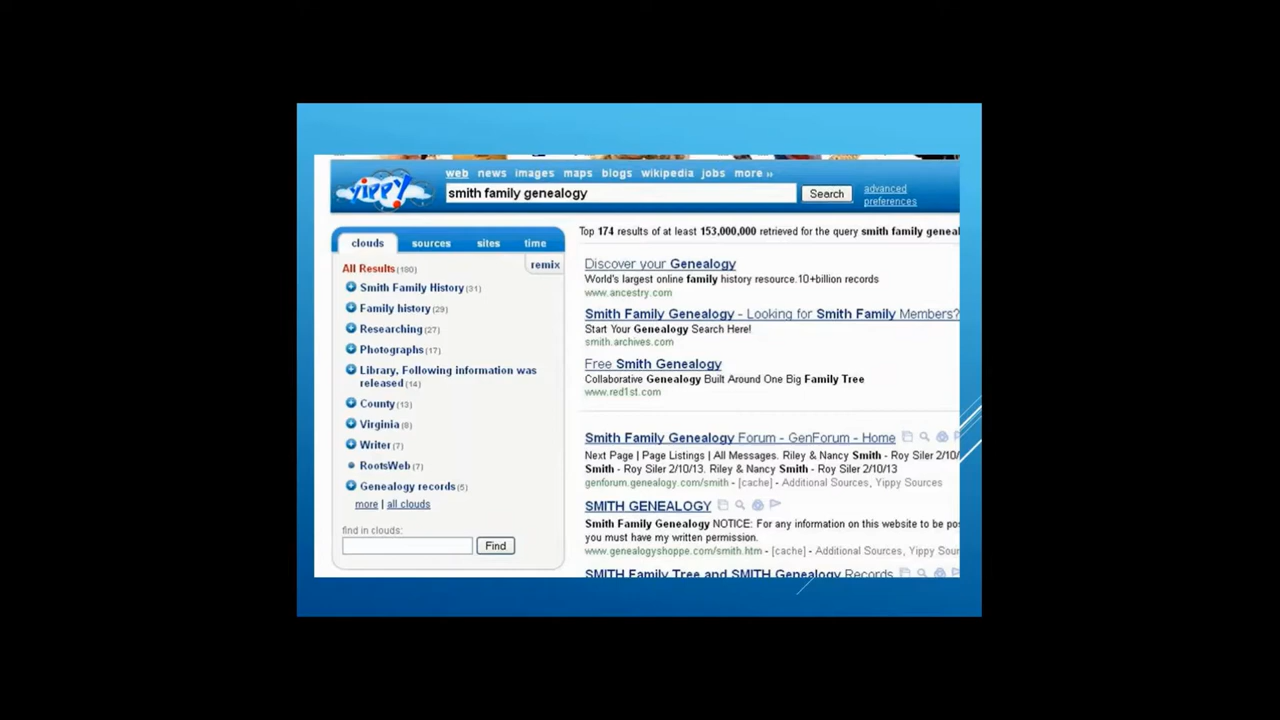 web news images maps blogs wikipedia jobs more »
yippy
smith family genealogy
Search
advanced
preferences
clouds sources sites time
remix
All Results (180)
Smith Family History (31)
Family history (29)
Researching (27)
Photographs (17)
Library, Following information was
released (14)
County (13)
Virginia (8)
Writer (7)
RootsWeb (7)
Genealogy records (5)
more | all clouds
find in clouds:
Find
Top 174 results of at least 153,000,000 retrieved for the query smith family geneal
Discover your Genealogy
World's largest online family history resource.10+billion records
www.ancestry.com
Smith Family Genealogy - Looking for Smith Family Members?
Start Your Genealogy Search Here!
smith.archives.com
Free Smith Genealogy
Collaborative Genealogy Built Around One Big Family Tree
www.red1st.com
Smith Family Genealogy Forum - GenForum - Home
Next Page | Page Listings | All Messages. Riley & Nancy Smith - Roy Siler 2/10/
Smith - Roy Siler 2/10/13. Riley & Nancy Smith - Roy Siler 2/10/13
genforum.genealogy.com/smith - [cache] - Additional Sources, Yippy Sources
SMITH GENEALOGY
Smith Family Genealogy NOTICE: For any information on this website to be pos
you must have my written permission.
www.genealogyshoppe.com/smith.htm - [cache] - Additional Sources, Yippy Sour
SMITH Family Tree and SMITH Genealogy Records